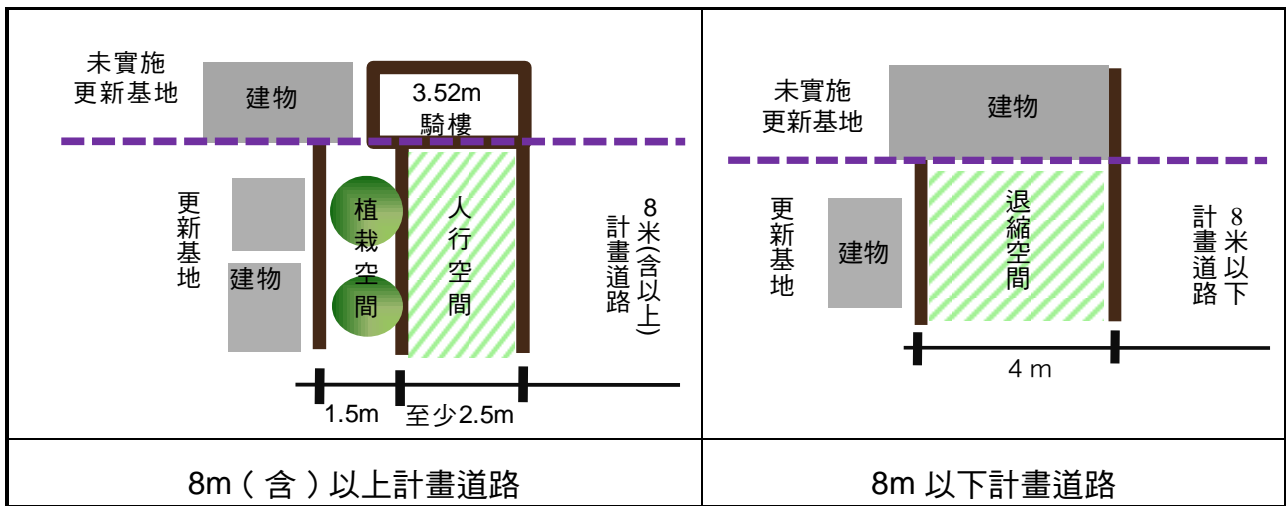 未實施
更新基地
建物
3.52m
騎樓
更新基地
建物
植栽空間
人行空間
8米(含以上)
計畫道路
1.5m
至少2.5m
8m（含）以上計畫道路
未實施
更新基地
建物
更新基地
建物
退縮空間
8米以下
計畫道路
4 m
8m 以下計畫道路